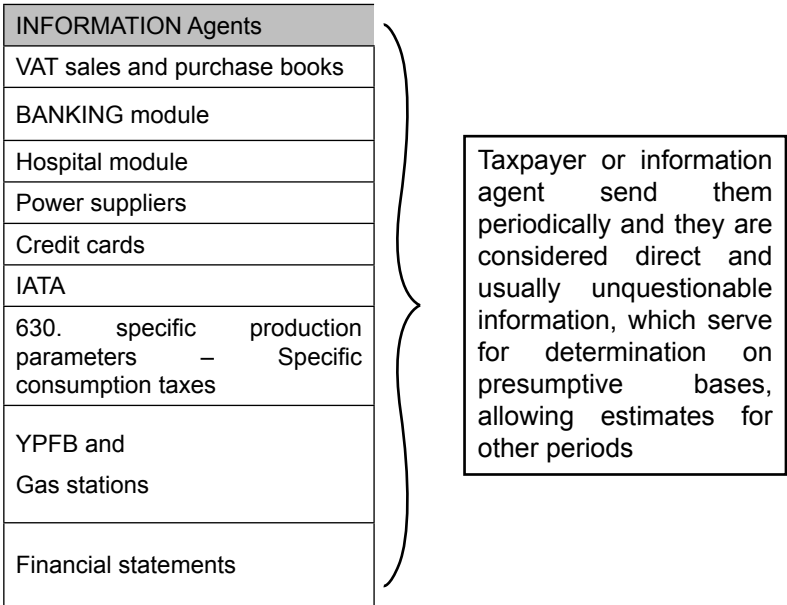 INFORMATION Agents
VAT sales and purchase books
BANKING module
Hospital module
Power suppliers
Credit cards
IATA
630. specific production
parameters – Specific
consumption taxes
YPFB and
Gas stations
Financial statements
Taxpayer or information
agent send them
periodically and they are
considered direct and
usually unquestionable
information, which serve
for determination on
presumptive bases,
allowing estimates for
other periods